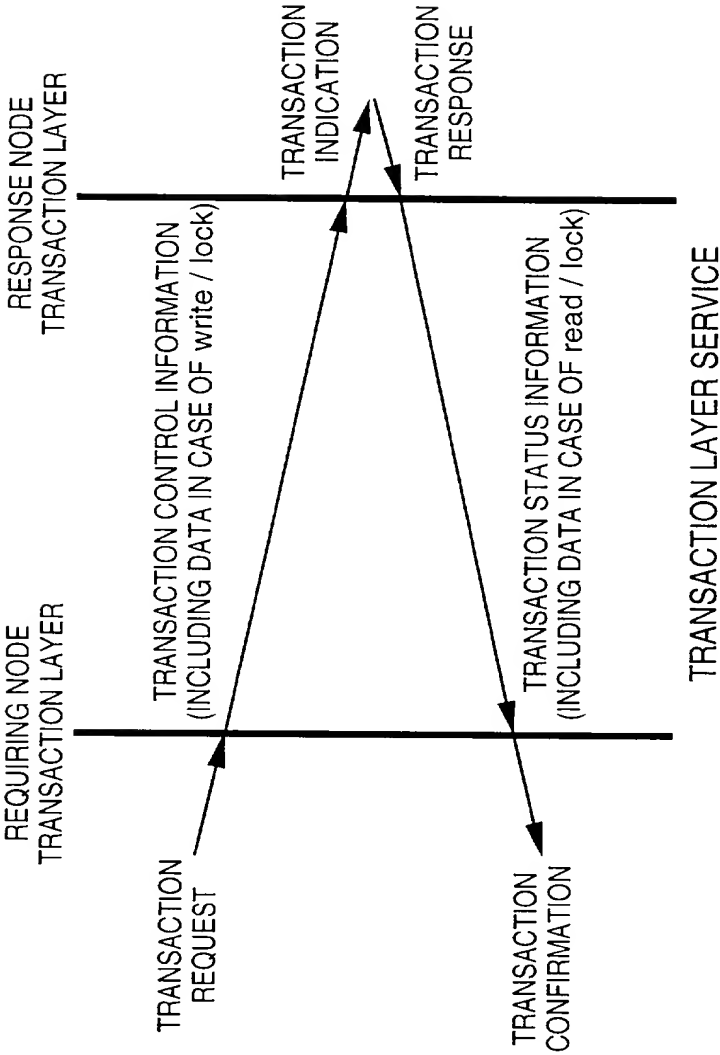 REQUIRING NODE
TRANSACTION LAYER
RESPONSE NODE
TRANSACTION LAYER
TRANSACTION
REQUEST
TRANSACTION CONTROL INFORMATION
(INCLUDING DATA IN CASE OF write / lock)
TRANSACTION
INDICATION
TRANSACTION
RESPONSE
TRANSACTION STATUS INFORMATION
(INCLUDING DATA IN CASE OF read / lock)
TRANSACTION
CONFIRMATION
TRANSACTION LAYER SERVICE